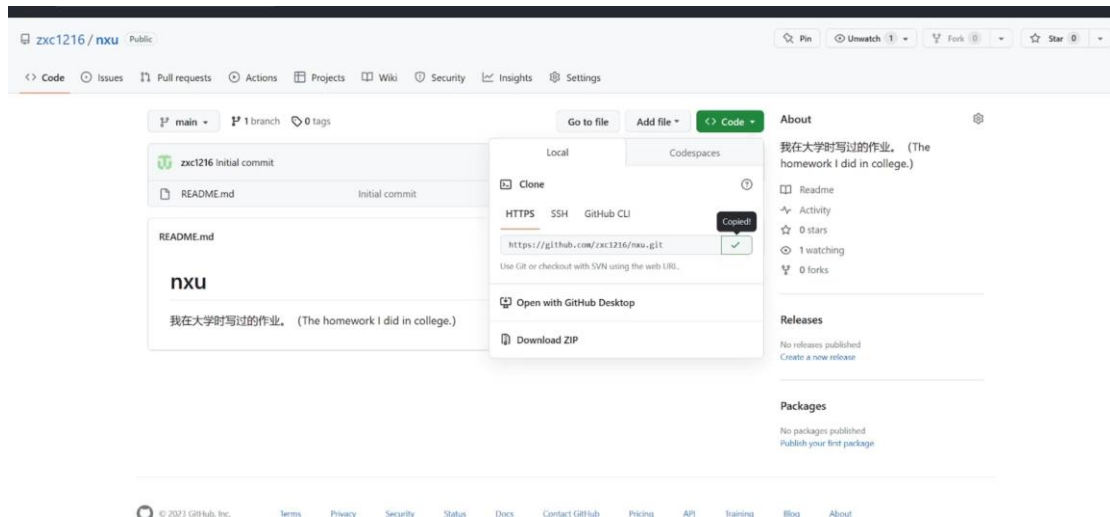 zxc1216 / nxu Public
Pin Unwatch 1 Fork 0 Star 0
<> Code Issues Pull requests Actions Projects Wiki Security Insights Settings
main 1 branch 0 tags Go to file Add file <> Code
zxc1216 Initial commit
README.md Initial commit
README.md
nxu
我在大学时写过的作业。 (The homework I did in college.)
Local Codespaces
Clone
HTTPS SSH GitHub CLI
Copied!
https://github.com/zxc1216/nxu.git
Use Git or checkout with SVN using the web URL.
Open with GitHub Desktop
Download ZIP
About
我在大学时写过的作业。 (The
homework I did in college.)
Readme
Activity
0 stars
1 watching
0 forks
Releases
No releases published
Create a new release
Packages
No packages published
Publish your first package
© 2023 GitHub, Inc. Terms Privacy Security Status Docs Contact GitHub Pricing API Training Blog About